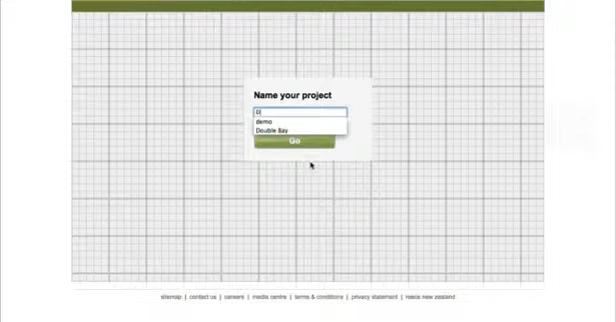 Name your project
D
demo
Double Bay
Go
sitemap | contact us | careers | media centre | terms & conditions | privacy statement | reece new zealand